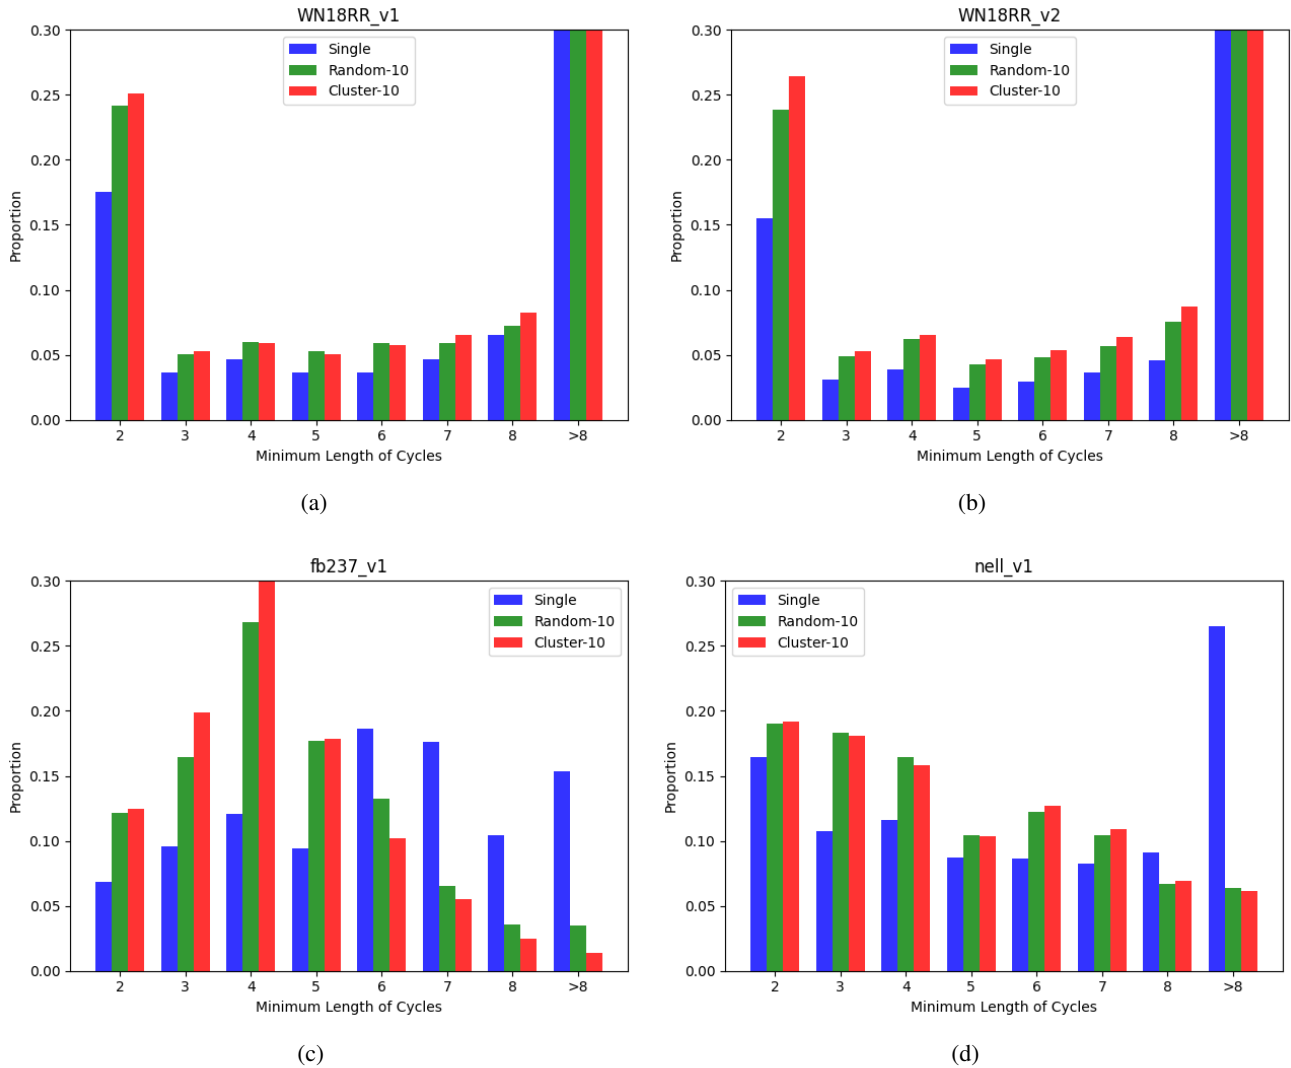 WN18RR_v1
0.30
0.25
0.20
0.15
0.10
0.05
0.00
Proportion
Single
Random-10
Cluster-10
2 3 4 5 6 7 8 >8
Minimum Length of Cycles
(a)
WN18RR_v2
0.30
0.25
0.20
0.15
0.10
0.05
0.00
Proportion
Single
Random-10
Cluster-10
2 3 4 5 6 7 8 >8
Minimum Length of Cycles
(b)
fb237_v1
0.30
0.25
0.20
0.15
0.10
0.05
0.00
Proportion
Single
Random-10
Cluster-10
2 3 4 5 6 7 8 >8
Minimum Length of Cycles
(c)
nell_v1
0.30
0.25
0.20
0.15
0.10
0.05
0.00
Proportion
Single
Random-10
Cluster-10
2 3 4 5 6 7 8 >8
Minimum Length of Cycles
(d)